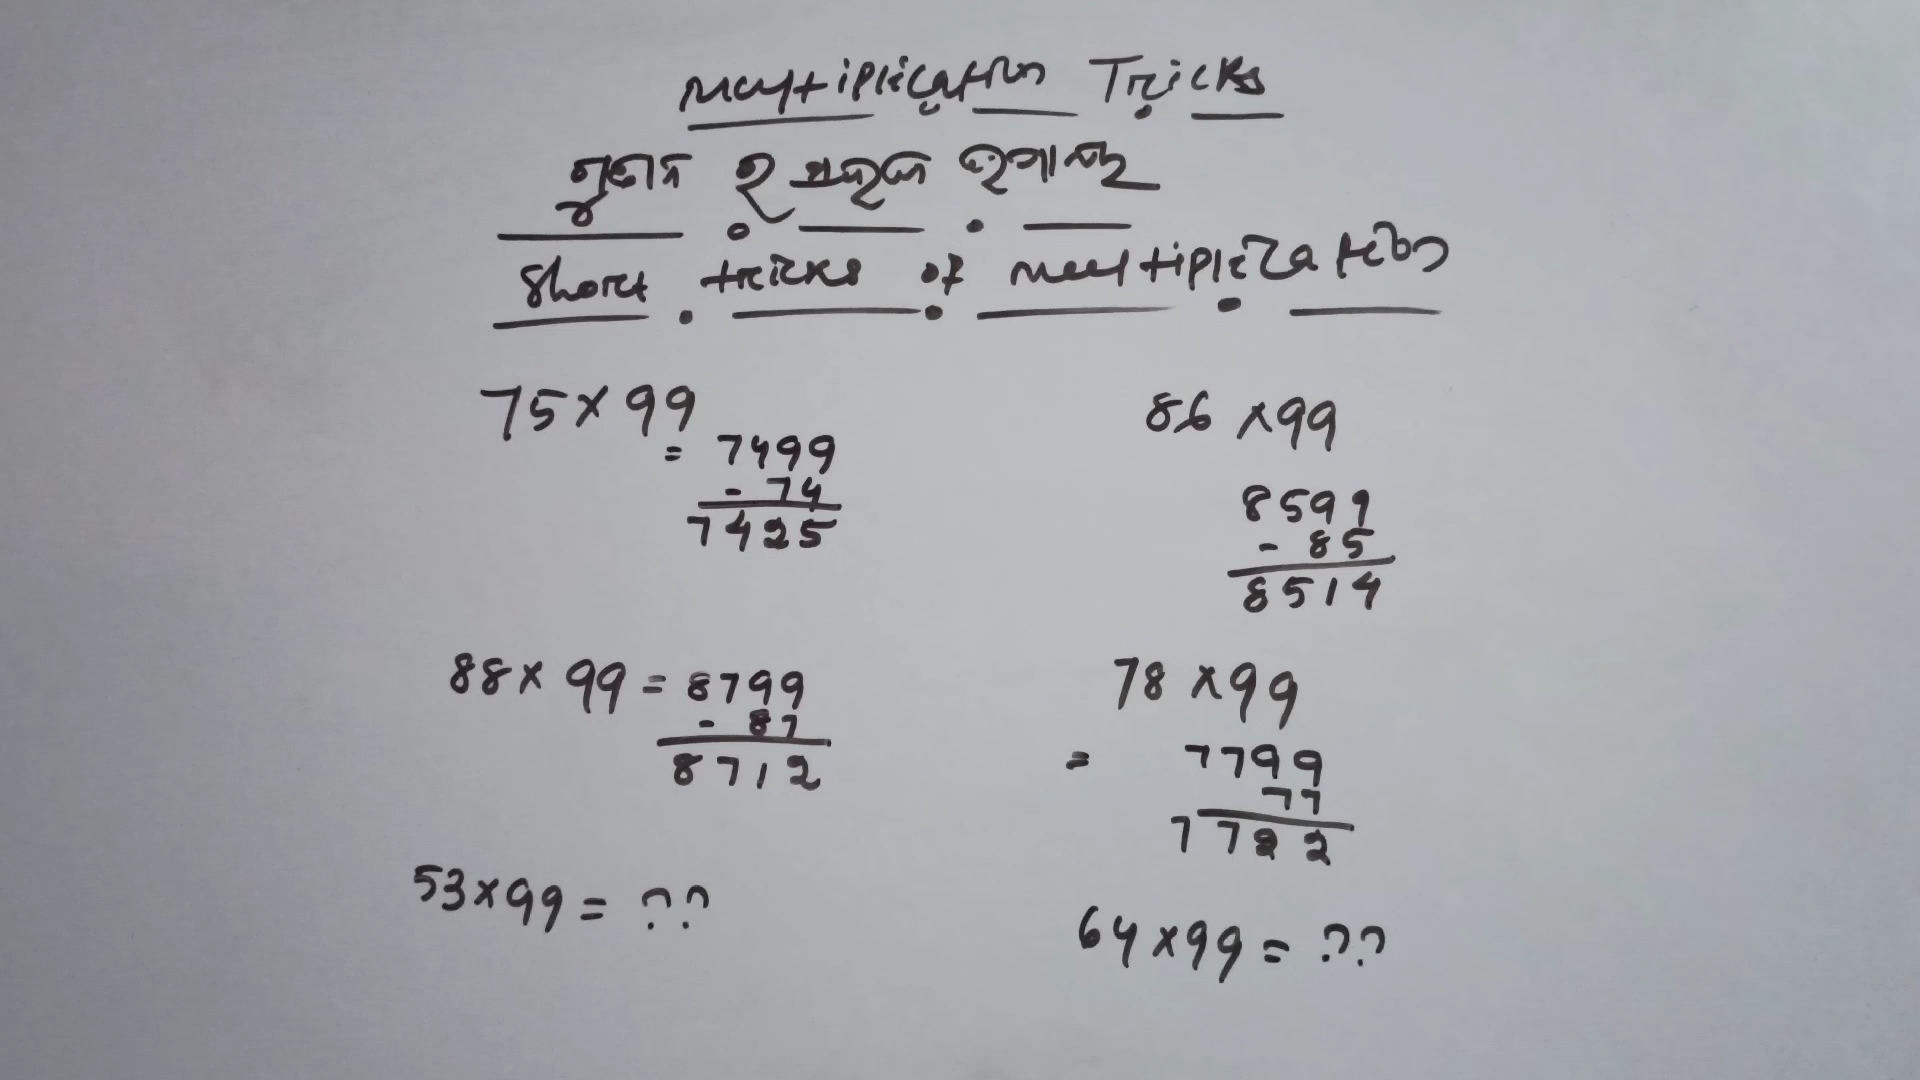 Multiplication Tricks
ଗୁଣନ ର
Short tricks of multiplication
75 × 99
= 7499
- 74
7425
86 × 99
8599
- 85
8514
88 × 99 = 8799
- 87
8712
78 × 99
= 7799
77
7722
53 × 99 = ??
64 × 99 = ??